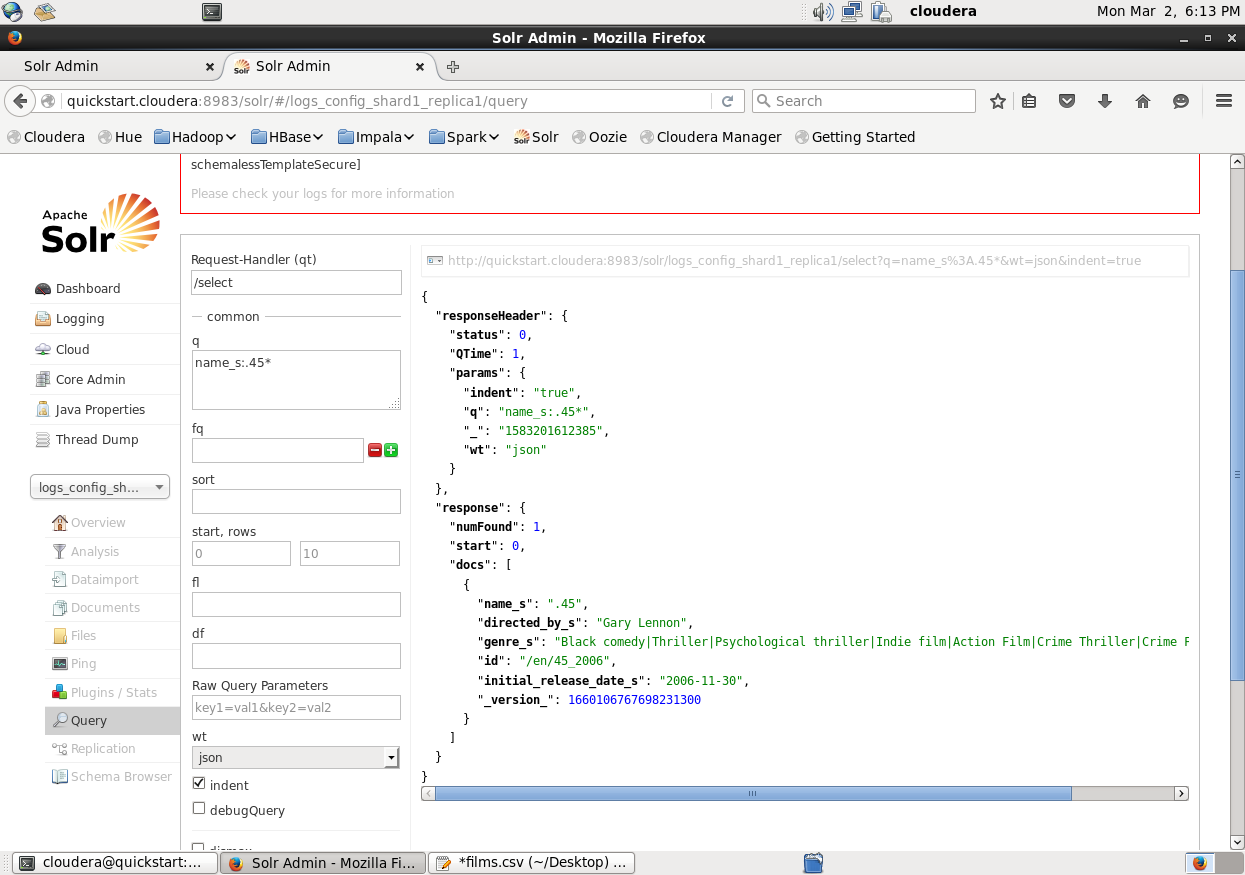 cloudera
Mon Mar 2, 6:13 PM
Solr Admin - Mozilla Firefox
Solr Admin
Solr Admin
quickstart.cloudera:8983/solr/#/logs_config_shard1_replica1/query
Search
Cloudera Hue Hadoop HBase Impala Spark Solr Oozie Cloudera Manager Getting Started
schemalessTemplateSecure]
Please check your logs for more information
Apache
Solr
Dashboard
Logging
Cloud
Core Admin
Java Properties
Thread Dump
logs_config_sh...
Overview
Analysis
Dataimport
Documents
Files
Ping
Plugins / Stats
Query
Replication
Schema Browser
Request-Handler (qt)
/select
common
q
name_s:.45*
fq
sort
start, rows
0 10
fl
df
Raw Query Parameters
key1=val1&key2=val2
wt
json
indent
debugQuery
dismax
http://quickstart.cloudera:8983/solr/logs_config_shard1_replica1/select?q=name_s%3A.45*&wt=json&indent=true
{
"responseHeader": {
"status": 0,
"QTime": 1,
"params": {
"indent": "true",
"q": "name_s:.45*",
"_": "1583201612385",
"wt": "json"
}
},
"response": {
"numFound": 1,
"start": 0,
"docs": [
{
"name_s": ".45",
"directed_by_s": "Gary Lennon",
"genre_s": "Black comedy|Thriller|Psychological thriller|Indie film|Action Film|Crime Thriller|Crime
"id": "/en/45_2006",
"initial_release_date_s": "2006-11-30",
"_version_": 1660106767698231300
}
]
}
}
cloudera@quickstart:...
Solr Admin - Mozilla Fi...
*films.csv (~/Desktop) ...